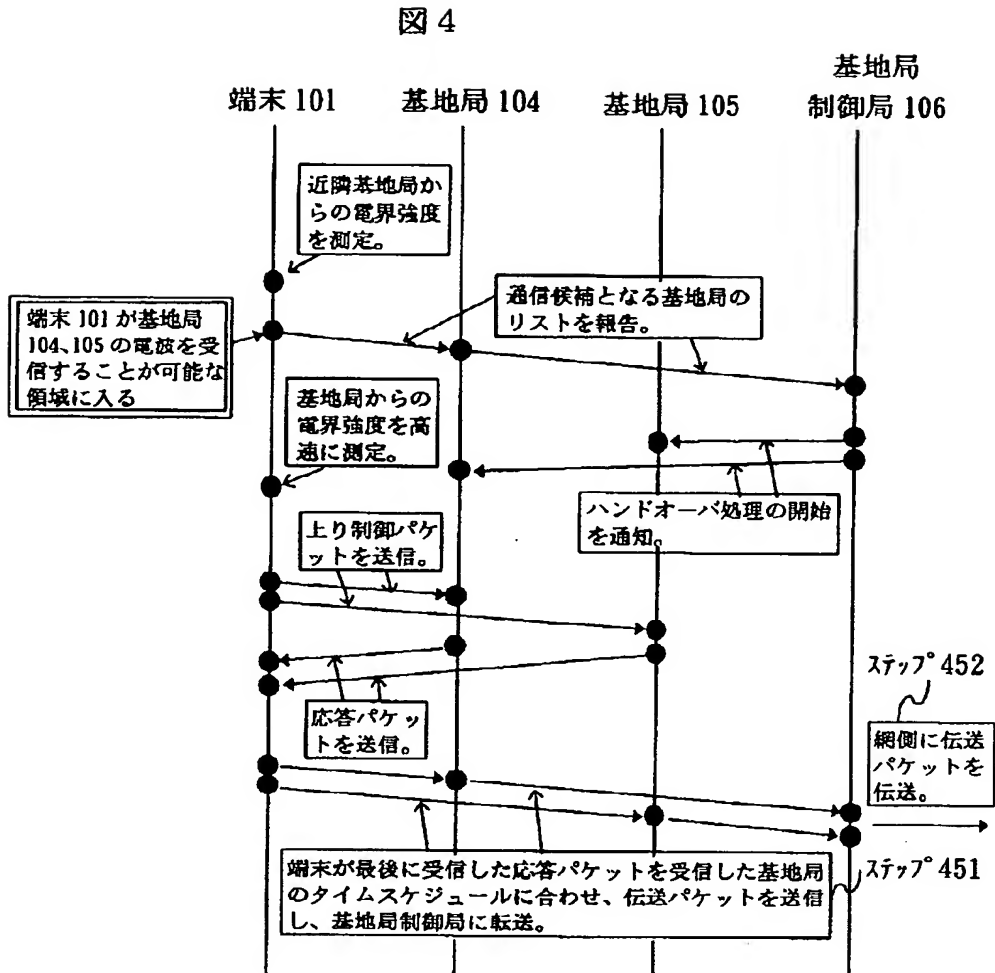 図4
端末 101
基地局 104
基地局 105
基地局
制御局 106
近隣基地局か
らの電界強度
を測定。
端末 101 が基地局
104、105 の電波を受
信することが可能な
領域に入る
通信候補となる基地局の
リストを報告。
基地局からの
電界強度を高
速に測定。
ハンドオーバ処理の開始
を通知。
上り制御パケ
ットを送信。
応答パケッ
トを送信。
ステップ 452
網側に伝送
パケットを
伝送。
端末が最後に受信した応答パケットを受信した基地局
のタイムスケジュールに合わせ、伝送パケットを送信
し、基地局制御局に転送。
ステップ 451